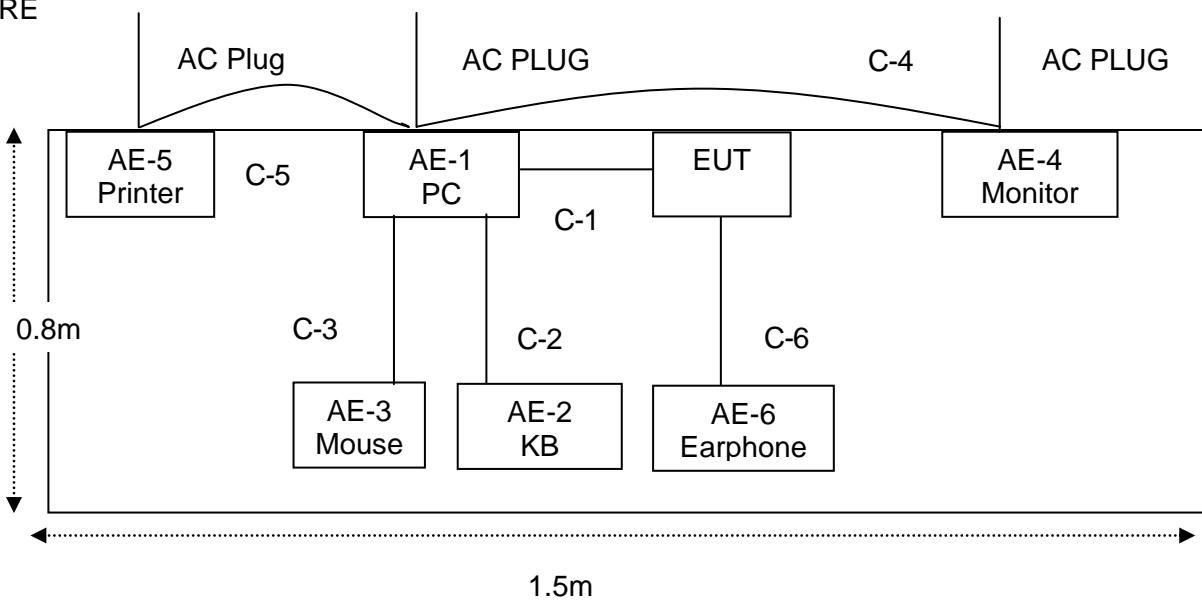 RE
AC Plug
AC PLUG
C-4
AC PLUG
AE-5
Printer
C-5
AE-1
PC
C-1
EUT
AE-4
Monitor
0.8m
C-3
C-2
C-6
AE-3
Mouse
AE-2
KB
AE-6
Earphone
1.5m